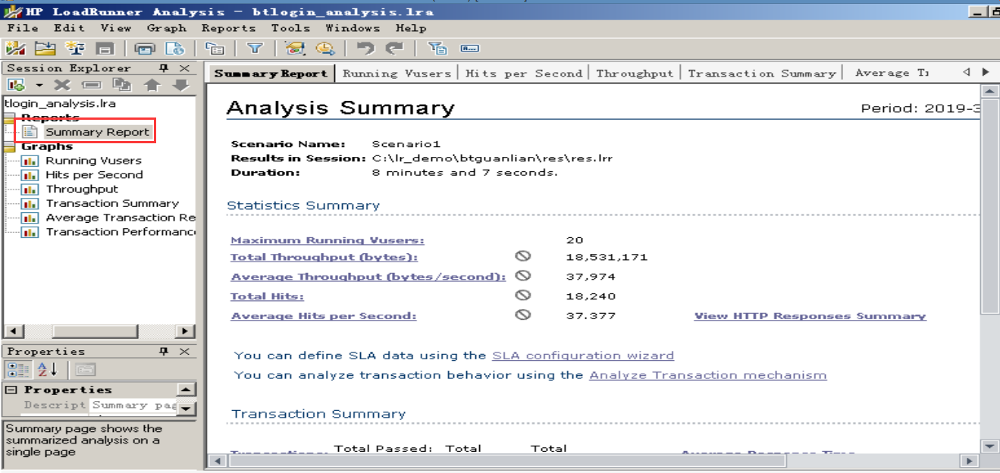 HP LoadRunner Analysis - btlogin_analysis.lra
File Edit View Graph Reports Tools Windows Help
Session Explorer
tlogin_analysis.lra
Reports
Summary Report
Graphs
Running Vusers
Hits per Second
Throughput
Transaction Summary
Average Transaction Re
Transaction Performanc
Properties
Properties
Descript Summary pag
Summary page shows the
summarized analysis on a
single page
Summary Report Running Vusers Hits per Second Throughput Transaction Summary Average Tr
Analysis Summary Period: 2019-3
Scenario Name: Scenario1
Results in Session: C:\lr_demo\btguanlian\res\res.lrr
Duration: 8 minutes and 7 seconds.
Statistics Summary
Maximum Running Vusers: 20
Total Throughput (bytes): 18,531,171
Average Throughput (bytes/second): 37,974
Total Hits: 18,240
Average Hits per Second: 37.377 View HTTP Responses Summary
You can define SLA data using the SLA configuration wizard
You can analyze transaction behavior using the Analyze Transaction mechanism
Transaction Summary
Transactions: Total Passed: Total Total Average Response Time